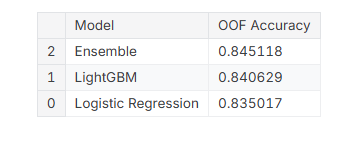 Model OOF Accuracy
2 Ensemble 0.845118
1 LightGBM 0.840629
0 Logistic Regression 0.835017